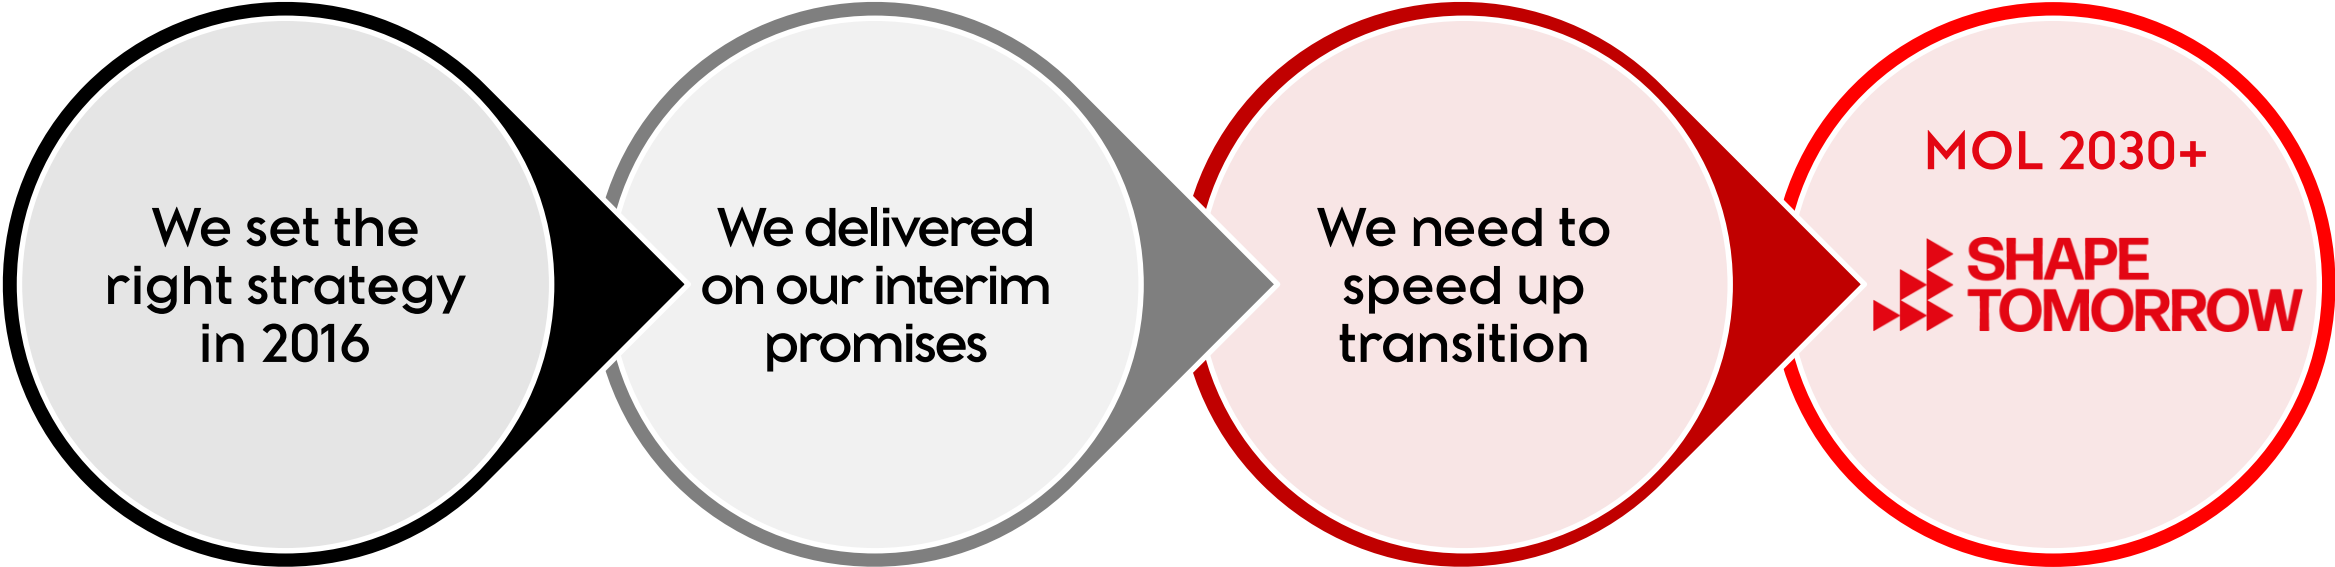 We set the
right strategy
in 2016
We delivered
on our interim
promises
We need to
speed up
transition
MOL 2030+
SHAPE
TOMORROW